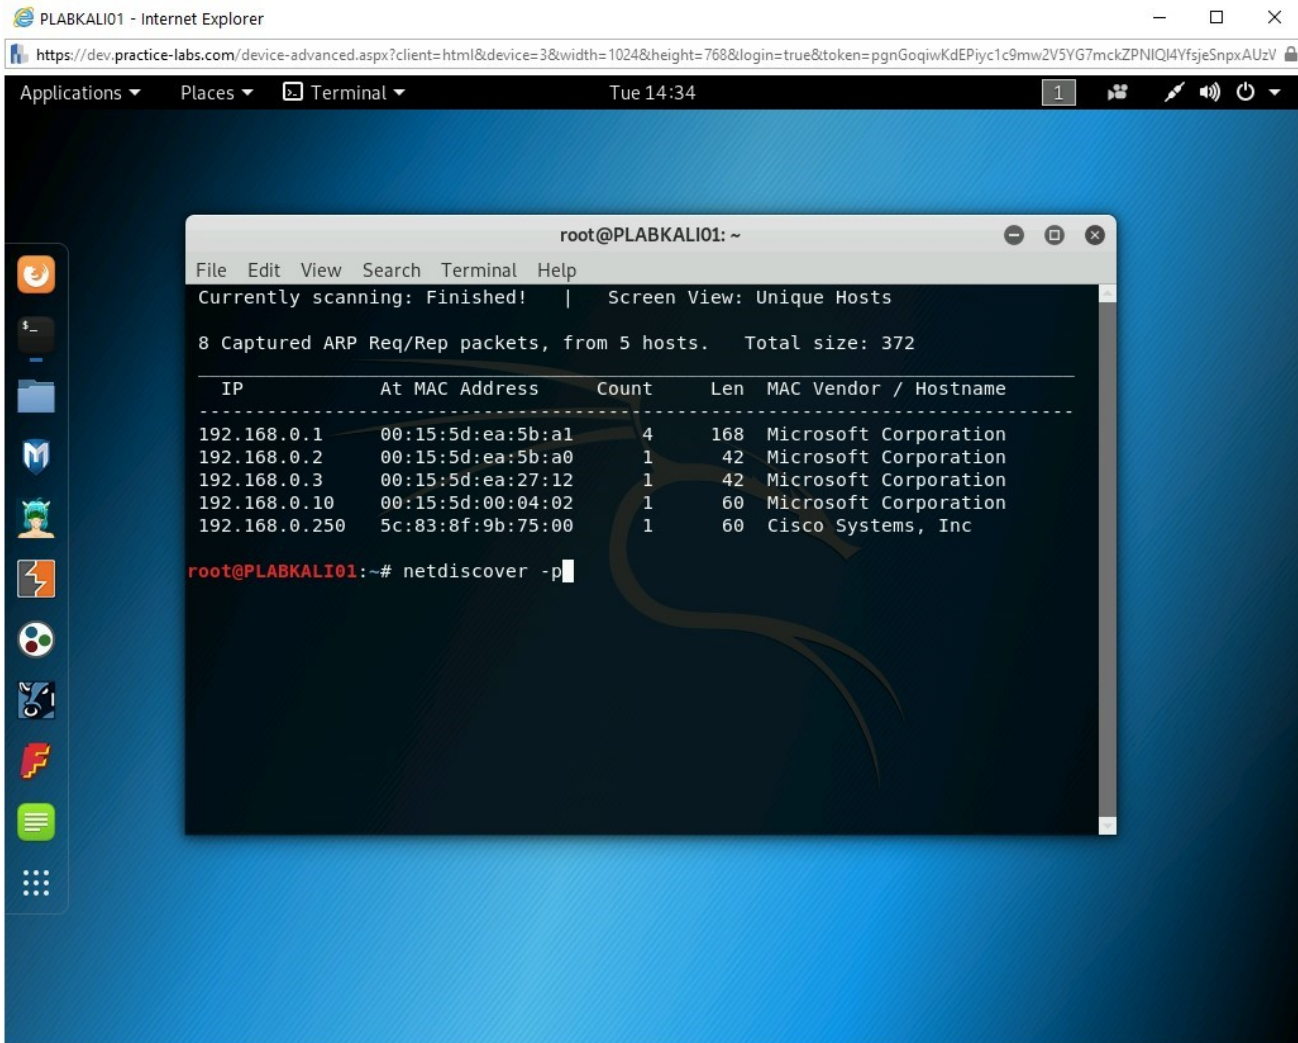 PLABKALI01 - Internet Explorer
https://dev.practice-labs.com/device-advanced.aspx?client=html&device=3&width=1024&height=768&login=true&token=pgnGoqiwKdEPiyc1c9mw2V5YG7mckZPNIQI4YfsjeSnpxAUzV
Applications Places Terminal Tue 14:34 1
root@PLABKALI01: ~
File Edit View Search Terminal Help
Currently scanning: Finished! | Screen View: Unique Hosts
8 Captured ARP Req/Rep packets, from 5 hosts. Total size: 372
IP At MAC Address Count Len MAC Vendor / Hostname
-----------------------------------------------------------------------------
192.168.0.1 00:15:5d:ea:5b:a1 4 168 Microsoft Corporation
192.168.0.2 00:15:5d:ea:5b:a0 1 42 Microsoft Corporation
192.168.0.3 00:15:5d:ea:27:12 1 42 Microsoft Corporation
192.168.0.10 00:15:5d:00:04:02 1 60 Microsoft Corporation
192.168.0.250 5c:83:8f:9b:75:00 1 60 Cisco Systems, Inc
root@PLABKALI01:~# netdiscover -p